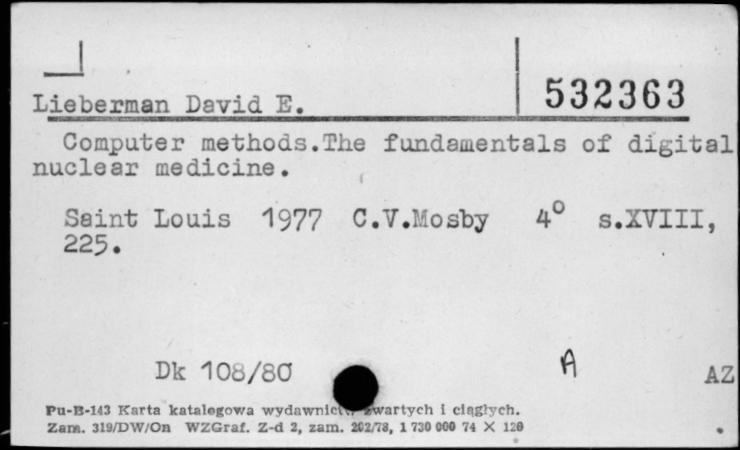 532363
Lieberman David E.
Computer methods.The fundamentals of digital
nuclear medicine.
Saint Louis 1977 C.V.Mosby 4° s.XVIII,
225.
Dk 108/80 A AZ
Pu-B-143 Karta katalogowa zwartych i ciągłych.
Zam. 319/DW/On WZGraf. Z-d 2, zam. 202/78, 1 730 000 74 X 120